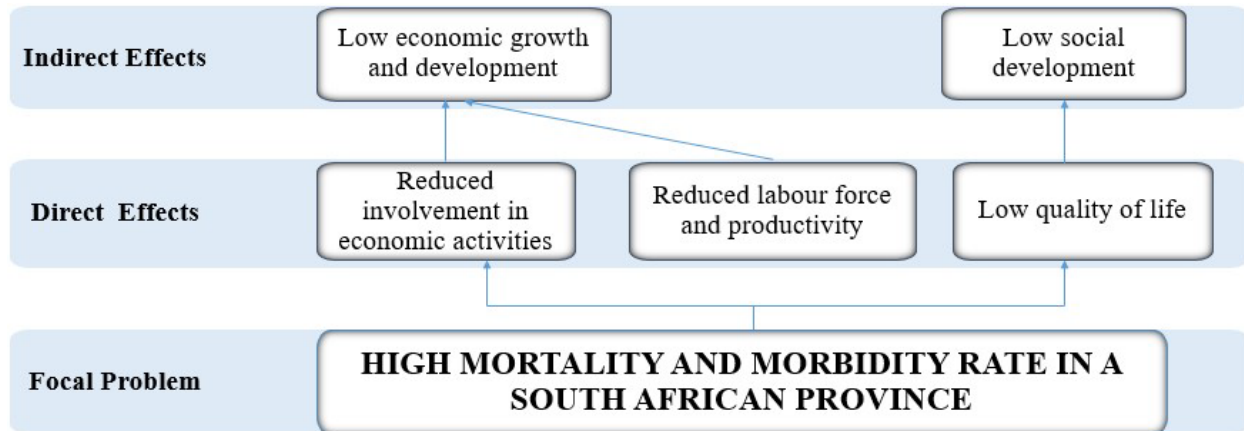 Indirect Effects
Low economic growth
and development
Low social
development
Direct  Effects
Reduced
involvement in
economic activities
Reduced labour force
and productivity
Low quality of life
Focal Problem
HIGH MORTALITY AND MORBIDITY RATE IN A
SOUTH AFRICAN PROVINCE